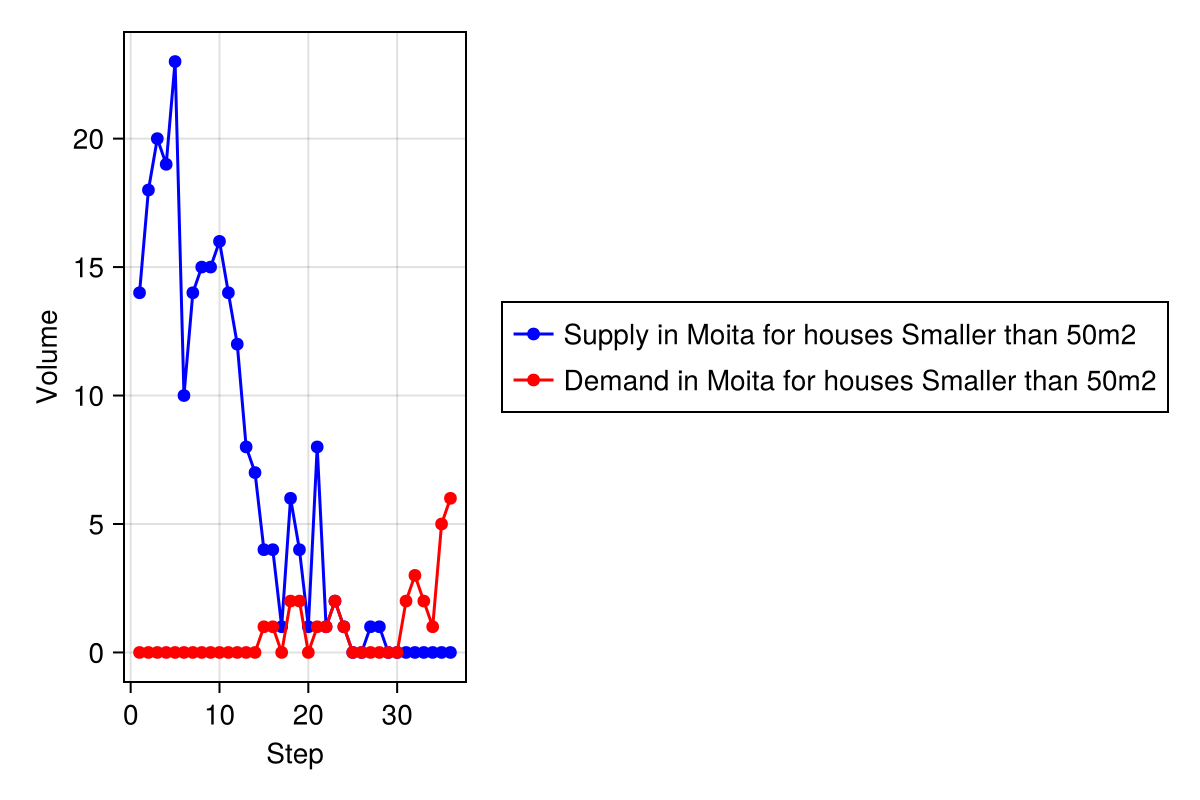 20
15
10
5
0
Volume
0 10 20 30
Step
Supply in Moita for houses Smaller than 50m2
Demand in Moita for houses Smaller than 50m2